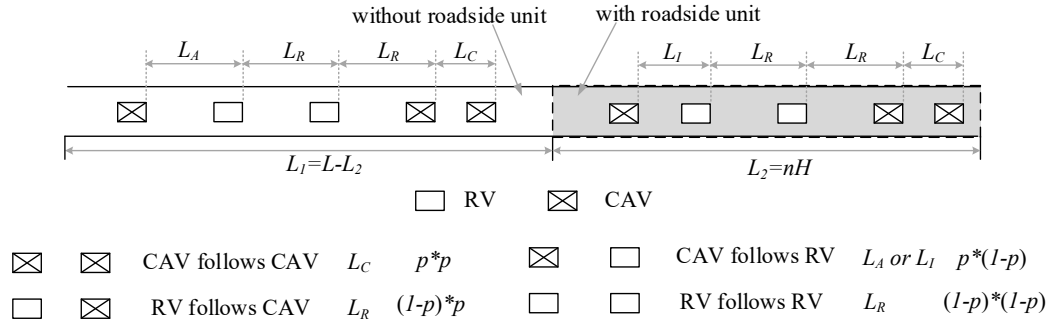 without roadside unit
with roadside unit
L_A L_R L_R L_C L_I L_R L_R L_C
L_1=L-L_2 L_2=nH
RV CAV
CAV follows CAV L_C p*p CAV follows RV L_A or L_I p*(1-p)
RV follows CAV L_R (1-p)*p RV follows RV L_R (1-p)*(1-p)